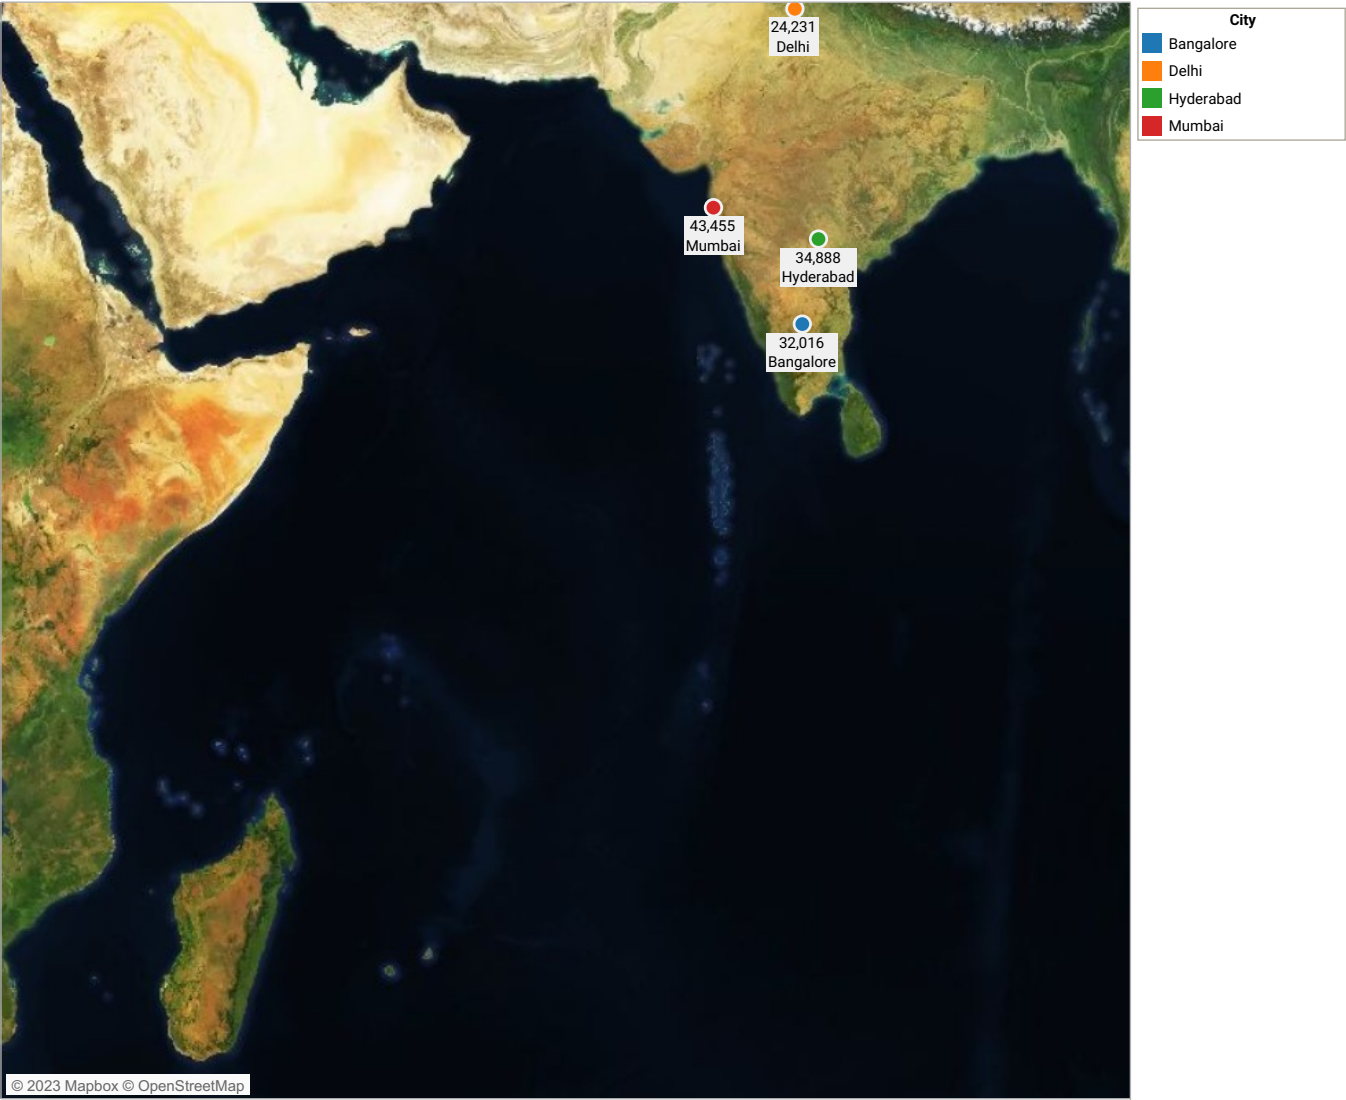 24,231
Delhi
43,455
Mumbai
34,888
Hyderabad
32,016
Bangalore
© 2023 Mapbox © OpenStreetMap
City
Bangalore
Delhi
Hyderabad
Mumbai